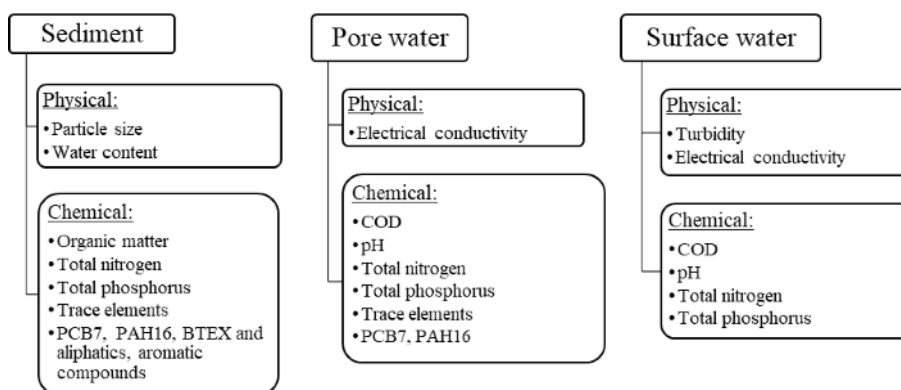 Sediment
Physical:
•Particle size
•Water content
Chemical:
•Organic matter
•Total nitrogen
•Total phosphorus
•Trace elements
•PCB7, PAH16, BTEX and
aliphatics, aromatic
compounds
Pore water
Physical:
•Electrical conductivity
Chemical:
•COD
•pH
•Total nitrogen
•Total phosphorus
•Trace elements
•PCB7, PAH16
Surface water
Physical:
•Turbidity
•Electrical conductivity
Chemical:
•COD
•pH
•Total nitrogen
•Total phosphorus